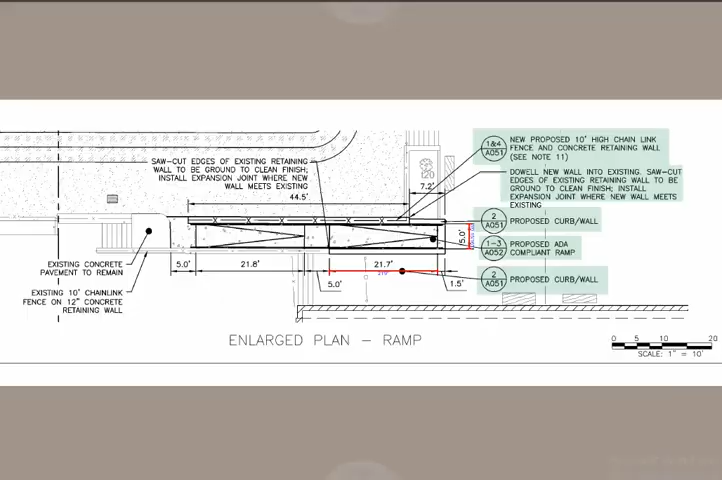 1&4
A051
NEW PROPOSED 10' HIGH CHAIN LINK
FENCE AND CONCRETE RETAINING WALL
(SEE NOTE 11)
SAW-CUT EDGES OF EXISTING RETAINING
WALL TO BE GROUND TO CLEAN FINISH;
INSTALL EXPANSION JOINT WHERE NEW
WALL MEETS EXISTING
DOWELL NEW WALL INTO EXISTING. SAW-CUT
EDGES OF EXISTING RETAINING WALL TO BE
GROUND TO CLEAN FINISH; INSTALL
EXPANSION JOINT WHERE NEW WALL MEETS
EXISTING
120
7.2'
44.5'
2
A051
PROPOSED CURB/WALL
5.0'
1-3
A052
PROPOSED ADA
COMPLIANT RAMP
EXISTING CONCRETE
PAVEMENT TO REMAIN
5.0'
21.8'
21.7'
5.0'
1.5'
2
A051
PROPOSED CURB/WALL
EXISTING 10' CHAINLINK
FENCE ON 12" CONCRETE
RETAINING WALL
ENLARGED PLAN - RAMP
0 5 10 20
SCALE: 1" = 10'